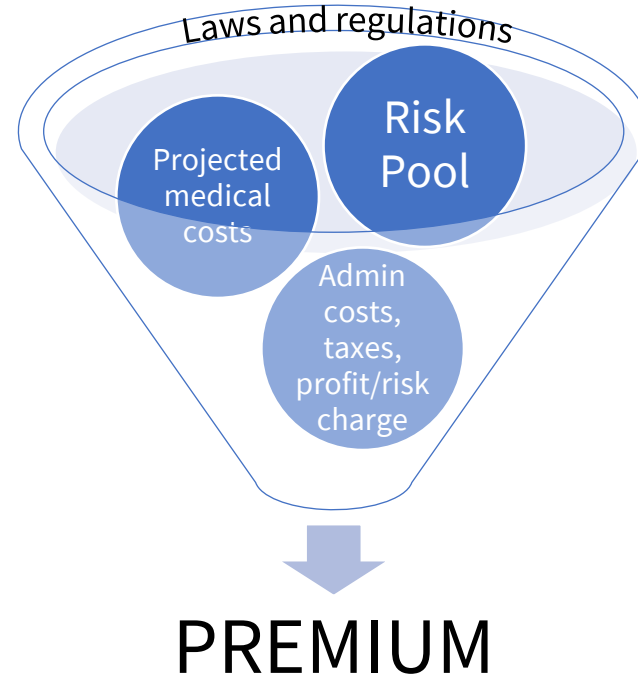 Laws and regulations
Risk
Pool
Projected
medical
costs
Admin
costs,
taxes,
profit/risk
charge
PREMIUM